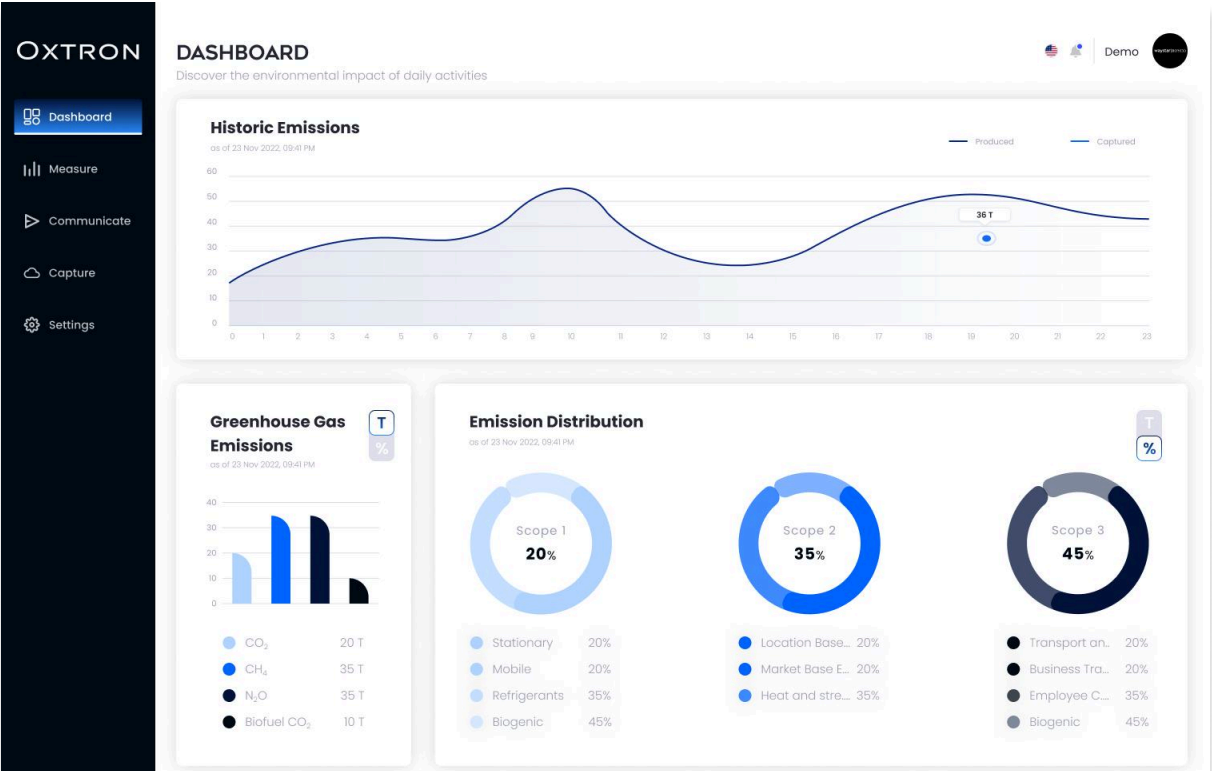 OXTRON
Dashboard
Measure
Communicate
Capture
Settings
DASHBOARD
Discover the environmental impact of daily activities
Demo
Historic Emissions
as of 23 Nov 2022, 09:41 PM
Produced
Captured
60
50
40
30
20
10
0
36 T
0 1 2 3 4 5 6 7 8 9 10 11 12 13 14 15 16 17 18 19 20 21 22 23
Greenhouse Gas
Emissions
as of 23 Nov 2022, 09:41 PM
T
%
40
30
20
10
0
CO₂ 20 T
CH₄ 35 T
N₂O 35 T
Biofuel CO₂ 10 T
Emission Distribution
as of 23 Nov 2022, 09:41 PM
T
%
Scope 1
20%
Stationary 20%
Mobile 20%
Refrigerants 35%
Biogenic 45%
Scope 2
35%
Location Base... 20%
Market Base E... 20%
Heat and stre... 35%
Scope 3
45%
Transport an.. 20%
Business Tra... 20%
Employee C.... 35%
Biogenic 45%